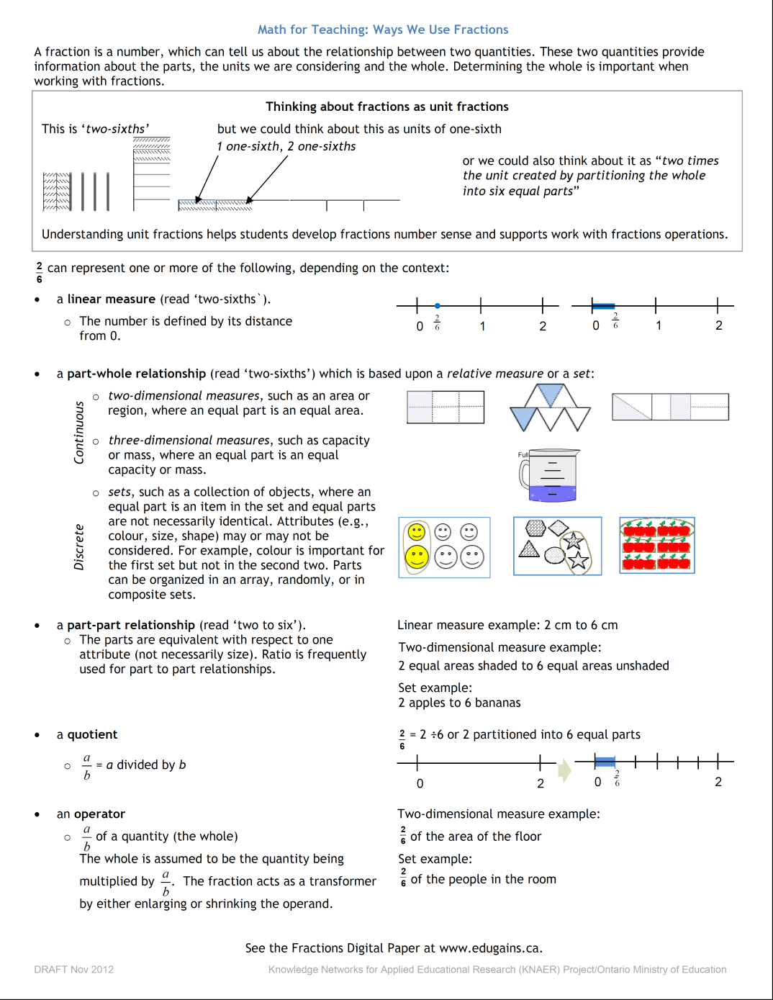 Math for Teaching: Ways We Use Fractions
A fraction is a number, which can tell us about the relationship between two quantities. These two quantities provide
information about the parts, the units we are considering and the whole. Determining the whole is important when
working with fractions.
Thinking about fractions as unit fractions
This is ‘two-sixths’
but we could think about this as units of one-sixth
1 one-sixth, 2 one-sixths
or we could also think about it as “two times
the unit created by partitioning the whole
into six equal parts”
Understanding unit fractions helps students develop fractions number sense and supports work with fractions operations.
2/6 can represent one or more of the following, depending on the context:
• a linear measure (read ‘two-sixths`).
o The number is defined by its distance
from 0.
0 2/6 1 2
0 2/6 1 2
• a part-whole relationship (read ‘two-sixths’) which is based upon a relative measure or a set:
Continuous
o two-dimensional measures, such as an area or
region, where an equal part is an equal area.
o three-dimensional measures, such as capacity
or mass, where an equal part is an equal
capacity or mass.
Full
Discrete
o sets, such as a collection of objects, where an
equal part is an item in the set and equal parts
are not necessarily identical. Attributes (e.g.,
colour, size, shape) may or may not be
considered. For example, colour is important for
the first set but not in the second two. Parts
can be organized in an array, randomly, or in
composite sets.
• a part-part relationship (read ‘two to six’).
o The parts are equivalent with respect to one
attribute (not necessarily size). Ratio is frequently
used for part to part relationships.
Linear measure example: 2 cm to 6 cm
Two-dimensional measure example:
2 equal areas shaded to 6 equal areas unshaded
Set example:
2 apples to 6 bananas
• a quotient
o a/b = a divided by b
2/6 = 2 ÷6 or 2 partitioned into 6 equal parts
0 2
0 2/6 2
• an operator
o a/b of a quantity (the whole)
The whole is assumed to be the quantity being
multiplied by a/b. The fraction acts as a transformer
by either enlarging or shrinking the operand.
Two-dimensional measure example:
2/6 of the area of the floor
Set example:
2/6 of the people in the room
See the Fractions Digital Paper at www.edugains.ca.
DRAFT Nov 2012
Knowledge Networks for Applied Educational Research (KNAER) Project/Ontario Ministry of Education